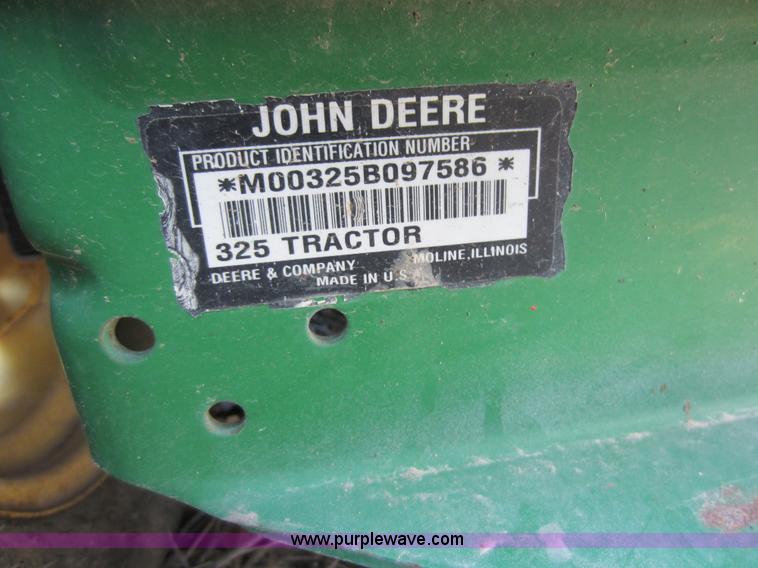 JOHN DEERE
PRODUCT IDENTIFICATION NUMBER
*M00325B097586*
325 TRACTOR
DEERE & COMPANY MOLINE, ILLINOIS
MADE IN U.S.A.
www.purplewave.com